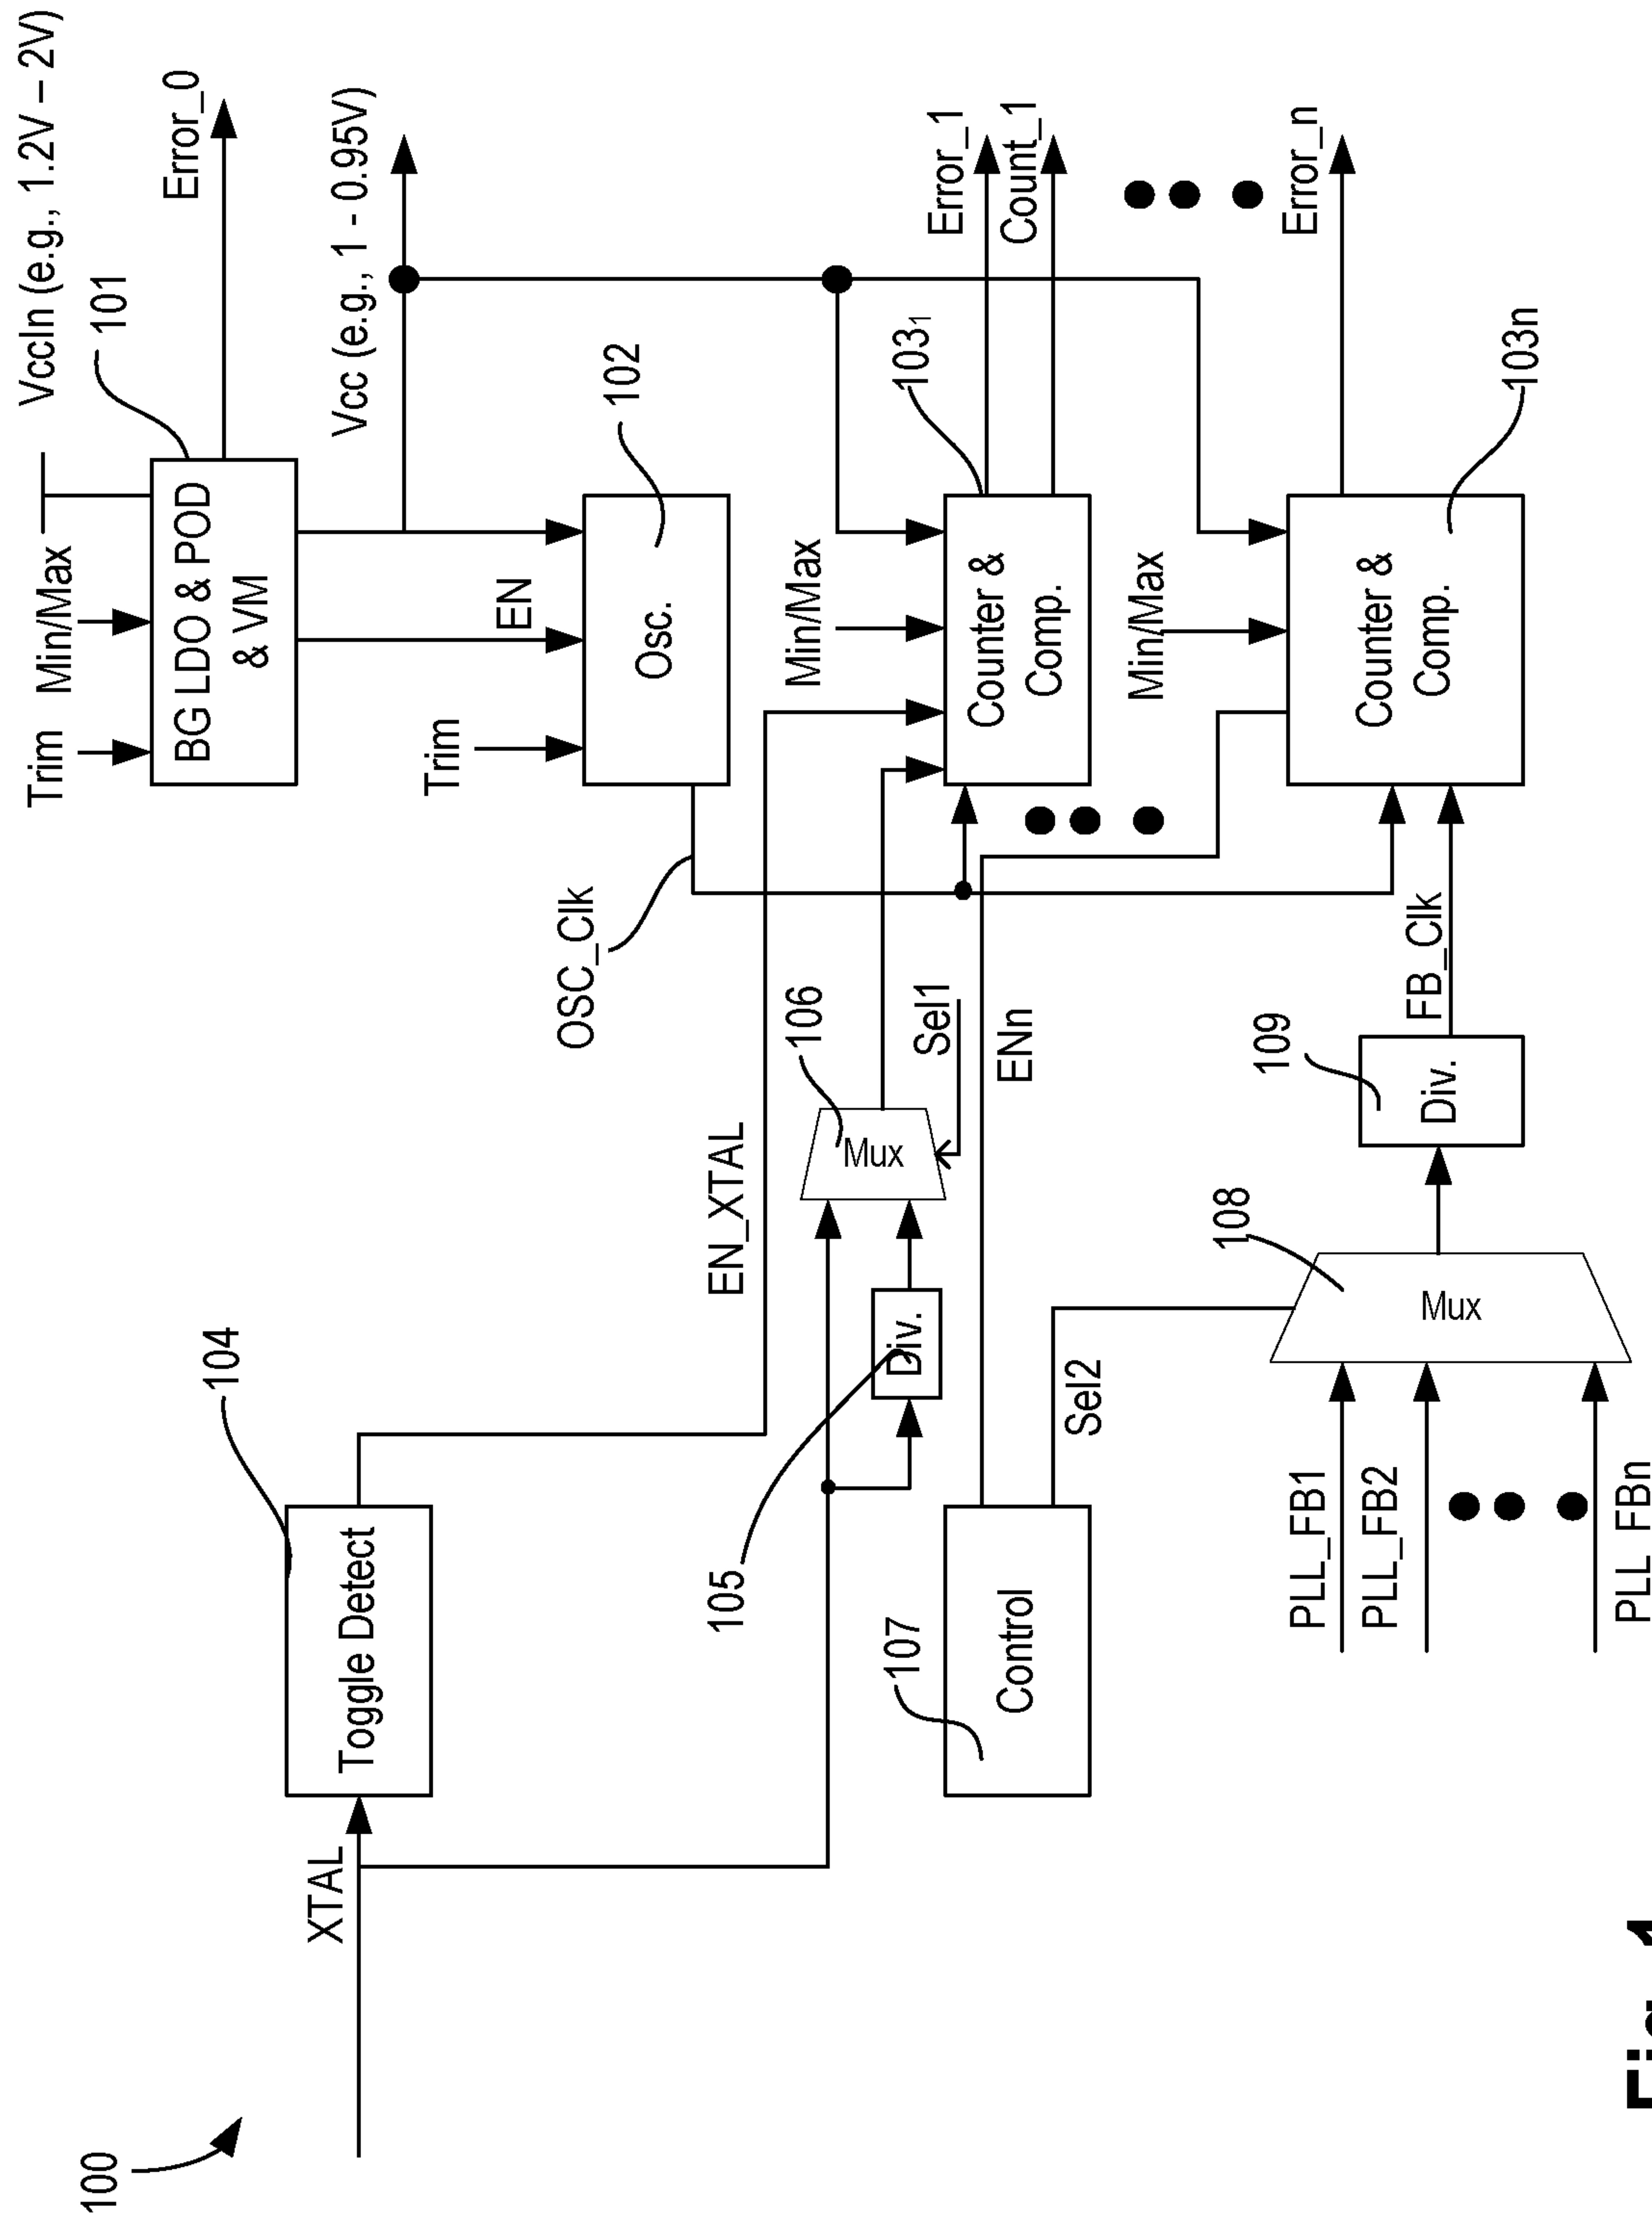 VccIn (e.g., 1.2V – 2V)
Trim
Min/Max
101
Error_0
BG LDO & POD
& VM
Vcc (e.g., 1 - 0.95V)
EN
Trim
102
Osc.
OSC_Clk
100
XTAL
104
Toggle Detect
EN_XTAL
106
Mux
Sel1
105
Div.
Min/Max
103₁
Counter &
Comp.
Error_1
Count_1
107
Control
ENn
Sel2
Min/Max
103n
Counter &
Comp.
Error_n
108
Mux
109
Div.
FB_Clk
PLL_FB1
PLL_FB2
PLL_FBn
Fig. 1